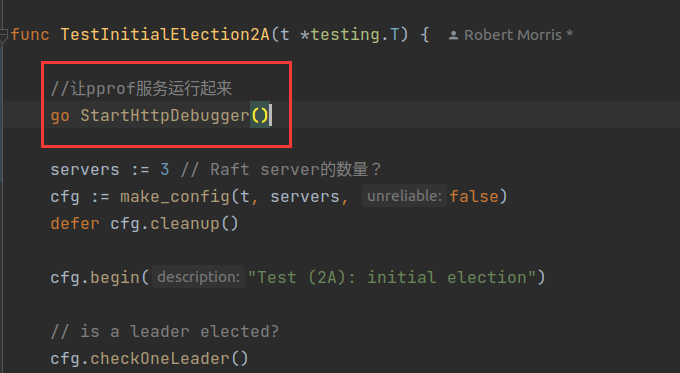 func TestInitialElection2A(t *testing.T) { Robert Morris *
//让pprof服务运行起来
go StartHttpDebugger()
servers := 3 // Raft server的数量？
cfg := make_config(t, servers, unreliable: false)
defer cfg.cleanup()
cfg.begin( description: "Test (2A): initial election")
// is a leader elected?
cfg.checkOneLeader()